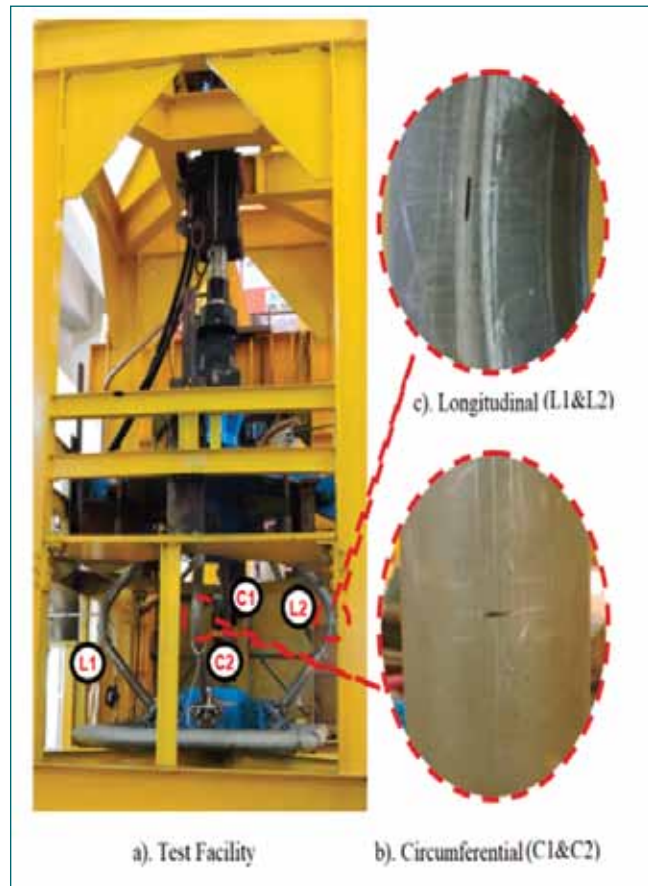 c). Longitudinal (L1&L2)
C1
L2
L1
C2
a). Test Facility
b). Circumferential (C1&C2)